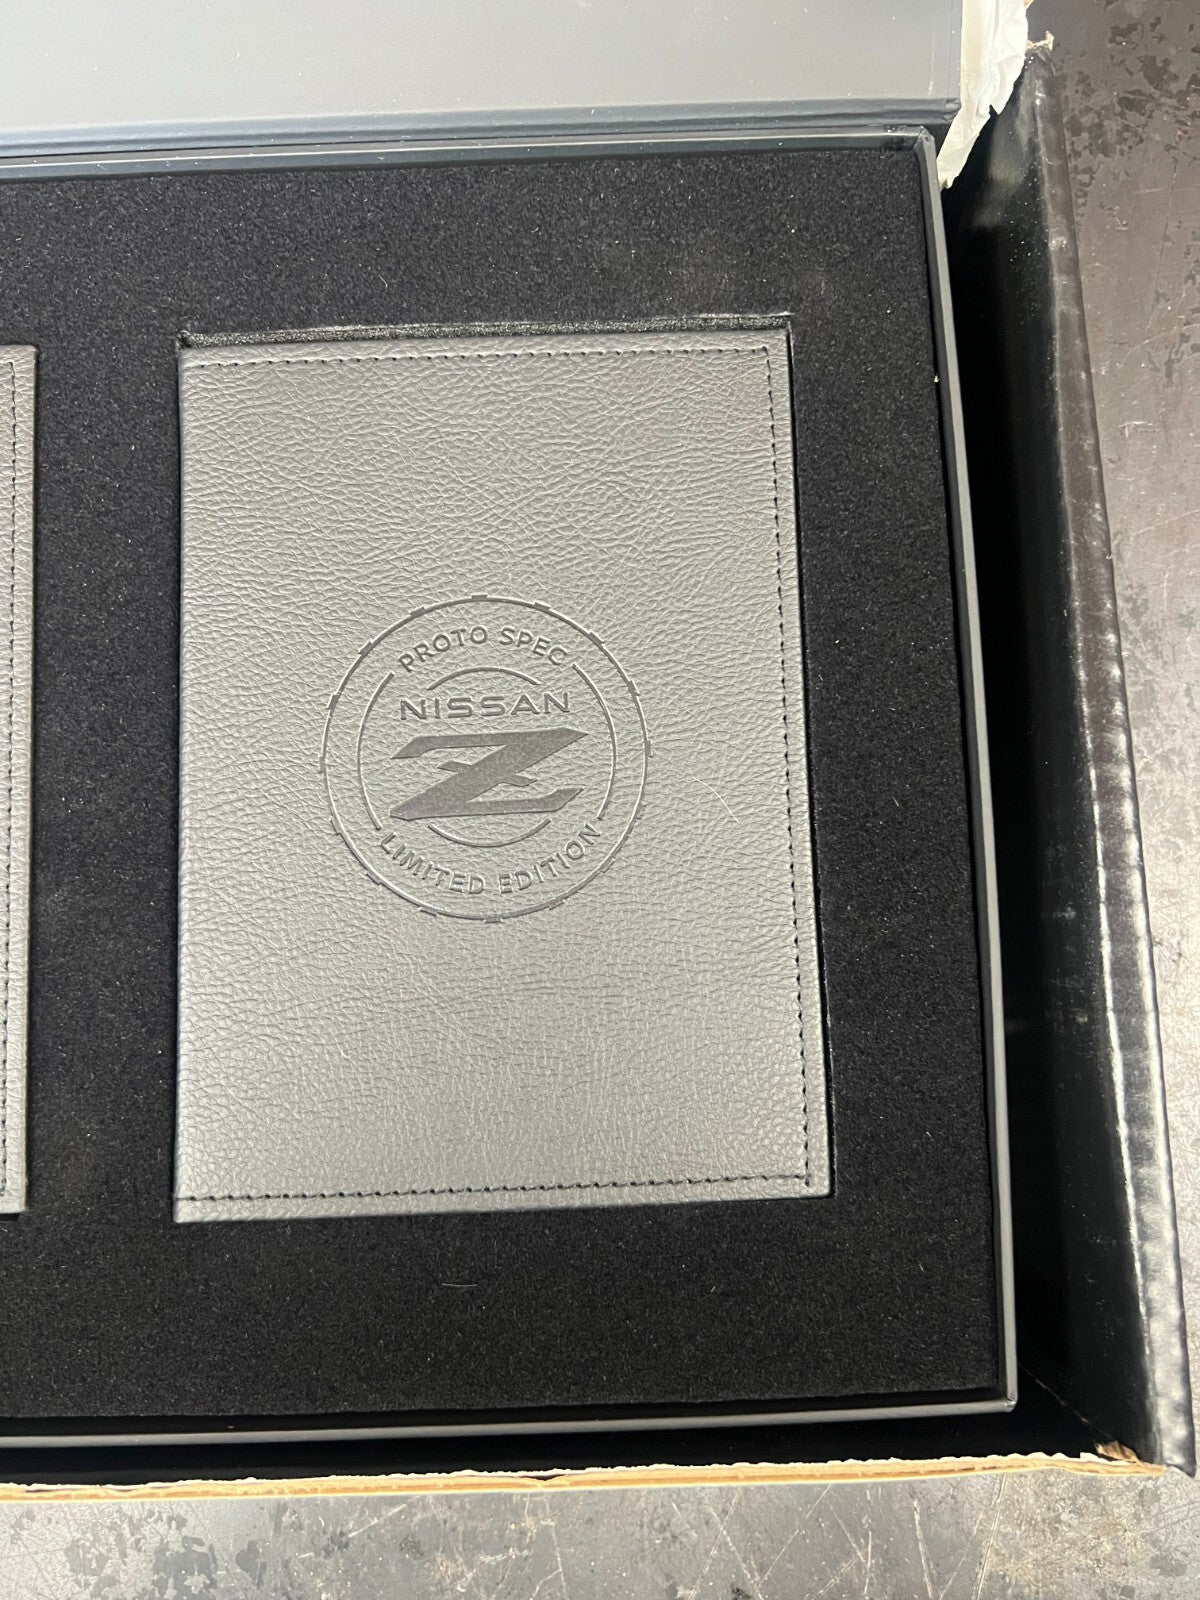 PROTO SPEC
NISSAN
Z
LIMITED EDITION